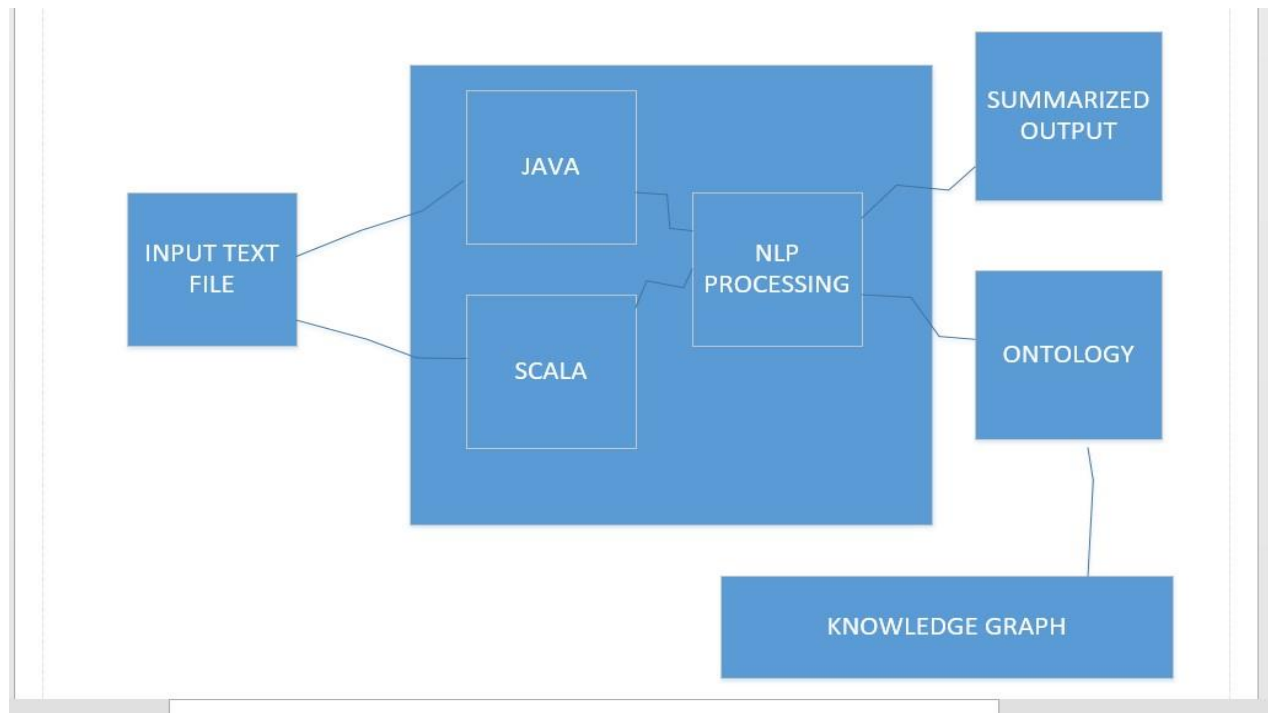 INPUT TEXT
FILE
JAVA
SCALA
NLP
PROCESSING
SUMMARIZED
OUTPUT
ONTOLOGY
KNOWLEDGE GRAPH